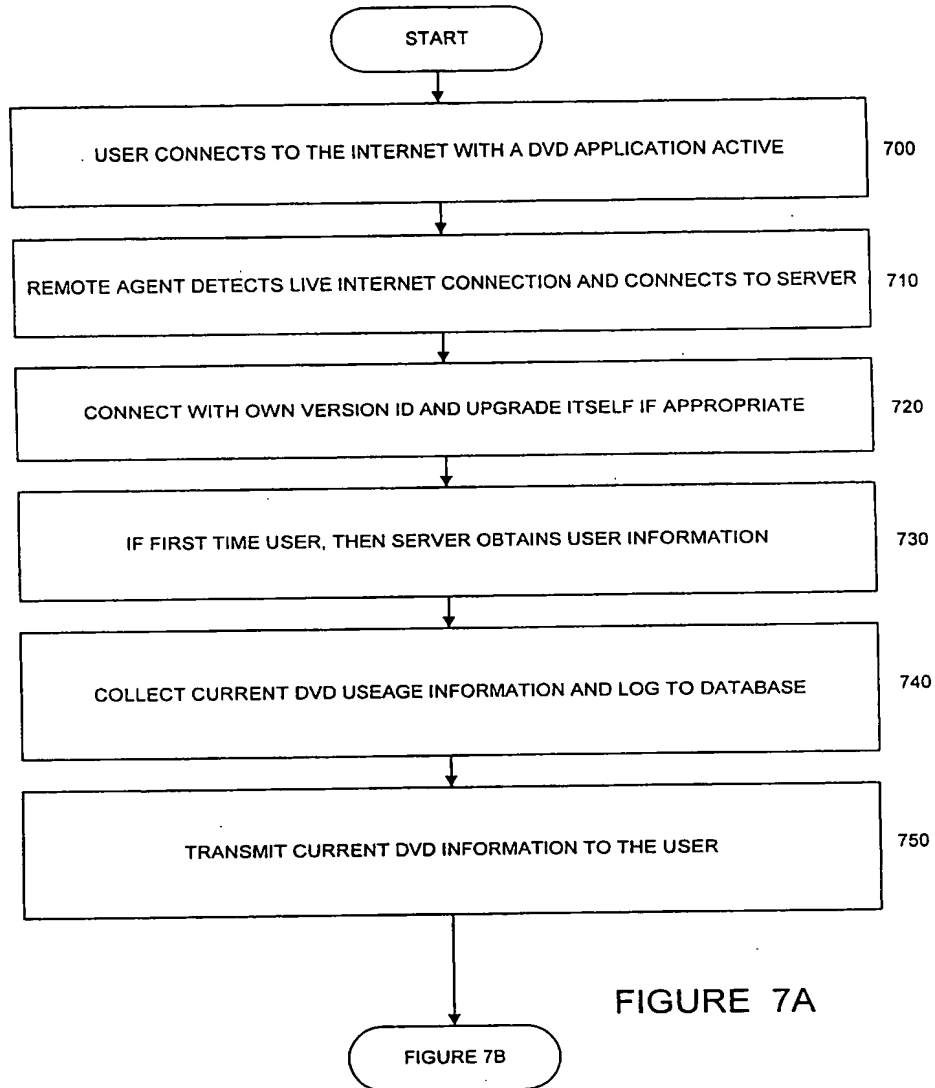 START
USER CONNECTS TO THE INTERNET WITH A DVD APPLICATION ACTIVE
700
REMOTE AGENT DETECTS LIVE INTERNET CONNECTION AND CONNECTS TO SERVER
710
CONNECT WITH OWN VERSION ID AND UPGRADE ITSELF IF APPROPRIATE
720
IF FIRST TIME USER, THEN SERVER OBTAINS USER INFORMATION
730
COLLECT CURRENT DVD USEAGE INFORMATION AND LOG TO DATABASE
740
TRANSMIT CURRENT DVD INFORMATION TO THE USER
750
FIGURE 7A
FIGURE 7B